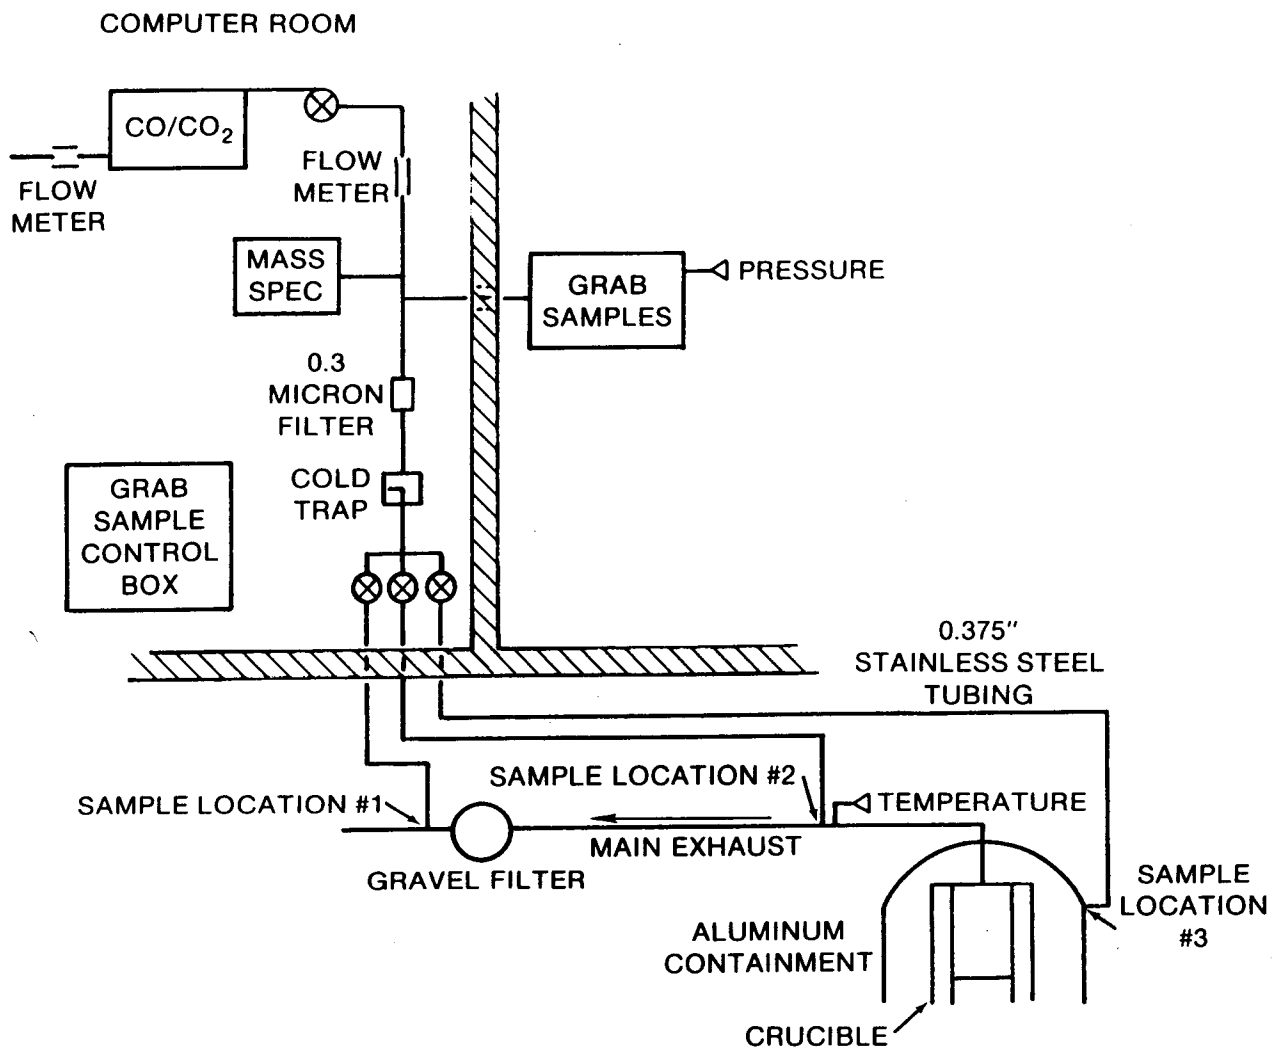 COMPUTER ROOM
CO/CO2
FLOW
METER
FLOW
METER
MASS
SPEC
GRAB
SAMPLES
PRESSURE
0.3
MICRON
FILTER
COLD
TRAP
GRAB
SAMPLE
CONTROL
BOX
0.375"
STAINLESS STEEL
TUBING
SAMPLE LOCATION #2
SAMPLE LOCATION #1
TEMPERATURE
MAIN EXHAUST
GRAVEL FILTER
SAMPLE
LOCATION
#3
ALUMINUM
CONTAINMENT
CRUCIBLE